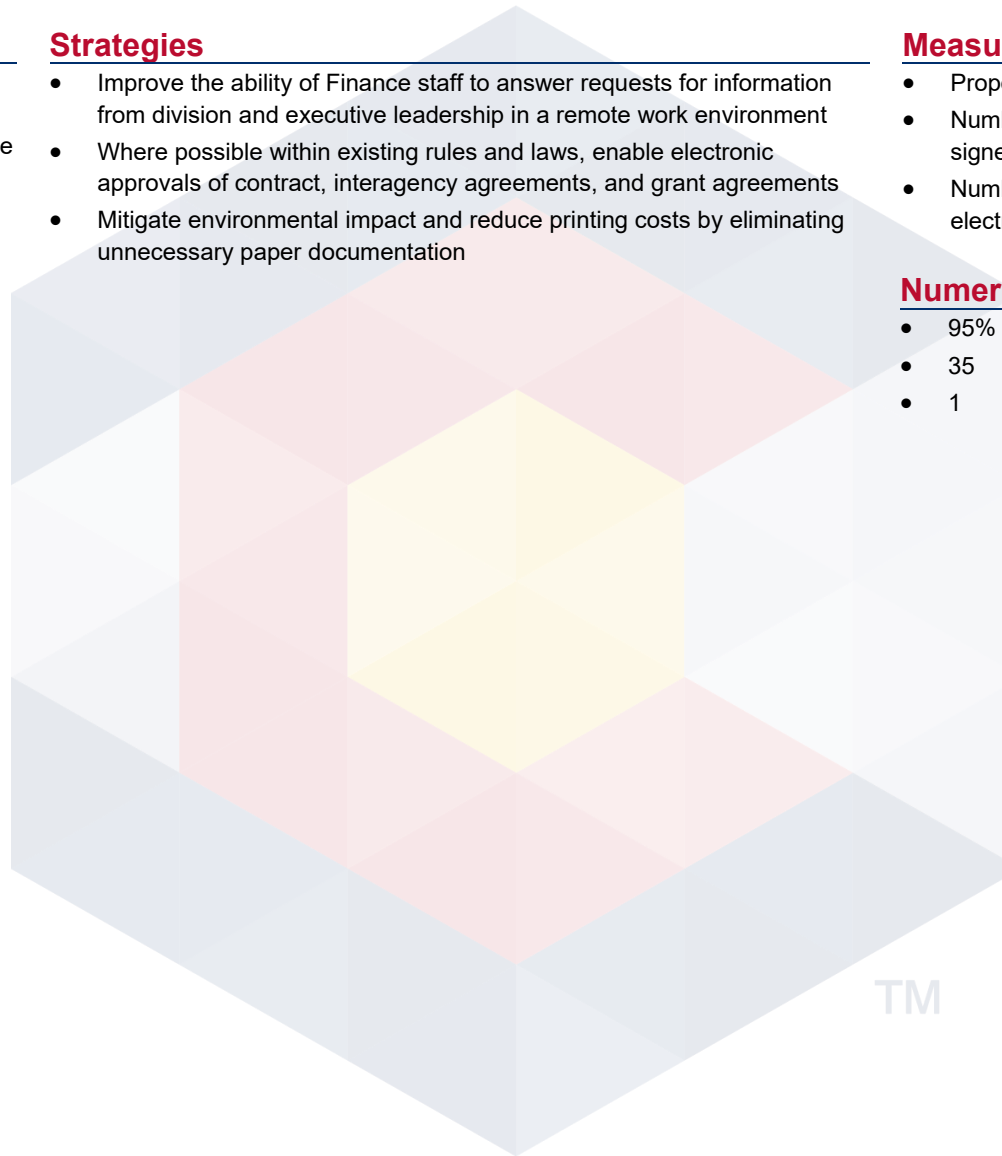 Strategies
• Improve the ability of Finance staff to answer requests for information
from division and executive leadership in a remote work environment
• Where possible within existing rules and laws, enable electronic
approvals of contract, interagency agreements, and grant agreements
• Mitigate environmental impact and reduce printing costs by eliminating
unnecessary paper documentation
e
Measu
• Prope
• Numb
signe
• Numb
elect
Numer
• 95%
• 35
• 1
TM